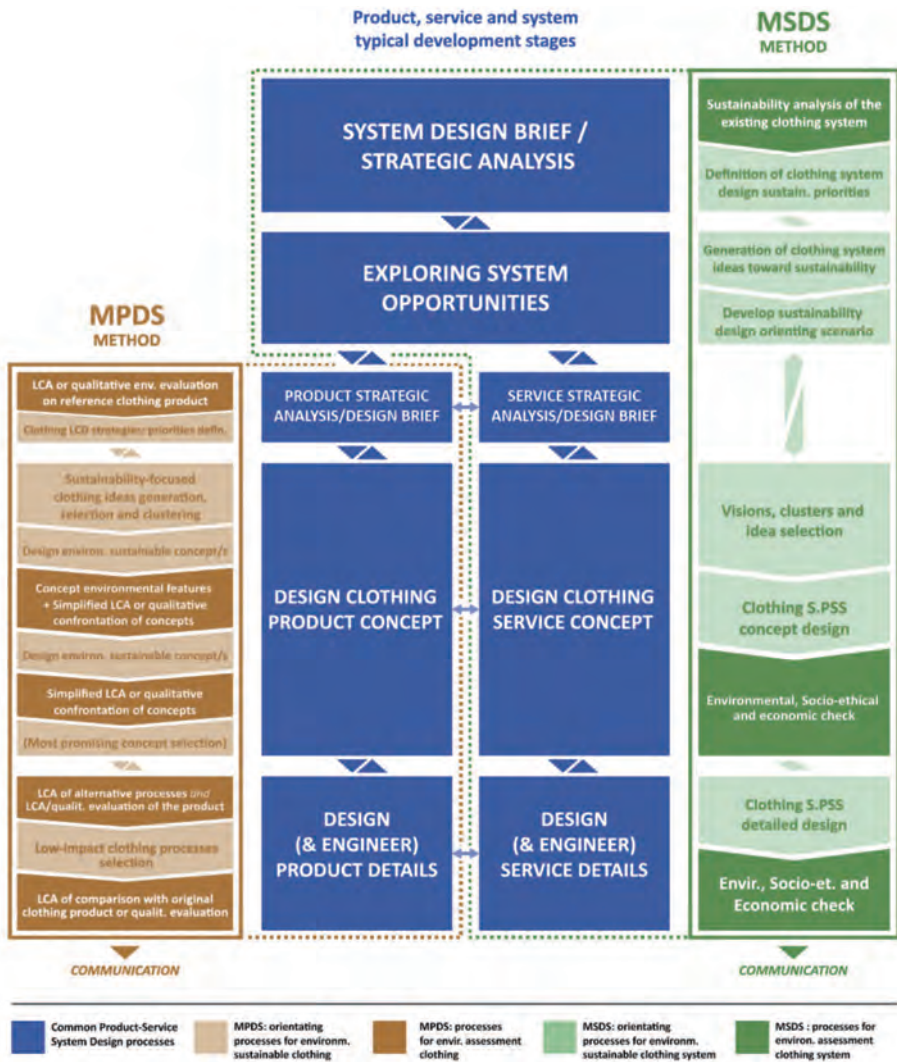 Product, service and system
typical development stages
MSDS
METHOD
SYSTEM DESIGN BRIEF /
STRATEGIC ANALYSIS
Sustainability analysis of the
existing clothing system
Definition of clothing system
design sustain. priorities
EXPLORING SYSTEM
OPPORTUNITIES
Generation of clothing system
ideas toward sustainability
Develop sustainability
design orienting scenario
MPDS
METHOD
LCA or qualitative env. evaluation
on reference clothing product
Clothing LCD strategies: priorities defin.
PRODUCT STRATEGIC
ANALYSIS/DESIGN BRIEF
SERVICE STRATEGIC
ANALYSIS/DESIGN BRIEF
Sustainability-focused
clothing ideas generation,
selection and clustering
Design environ. sustainable concept/s
Concept environmental features
+ Simplified LCA or qualitative
confrontation of concepts
Design environ. sustainable concept/s
Simplified LCA or qualitative
confrontation of concepts
(Most promising concept selection)
DESIGN CLOTHING
PRODUCT CONCEPT
DESIGN CLOTHING
SERVICE CONCEPT
Visions, clusters and
idea selection
Clothing S.PSS
concept design
Environmental, Socio-ethical
and economic check
LCA of alternative processes and
LCA/qualit. evaluation of the product
Low-impact clothing processes
selection
LCA of comparison with original
clothing product or qualit. evaluation
DESIGN
(& ENGINEER)
PRODUCT DETAILS
DESIGN
(& ENGINEER)
SERVICE DETAILS
Clothing S.PSS
detailed design
Envir., Socio-et. and
Economic check
COMMUNICATION
COMMUNICATION
Common Product-Service
System Design processes
MPDS: orientating
processes for environm.
sustainable clothing
MPDS: processes
for envir. assessment
clothing
MSDS: orientating
processes for environm.
sustainable clothing system
MSDS : processes for
environ. assessment
clothing system